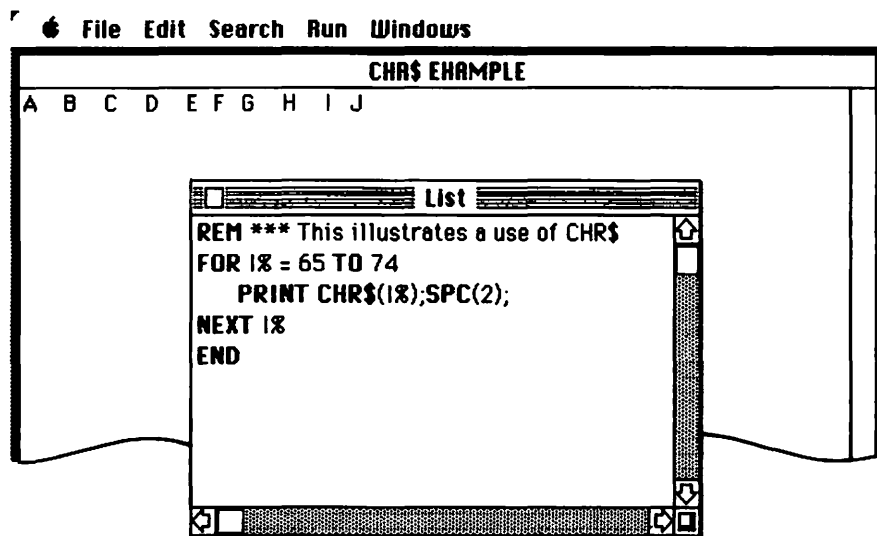 File Edit Search Run Windows
CHR$ EXAMPLE
A B C D E F G H I J
List
REM *** This illustrates a use of CHR$
FOR I% = 65 TO 74
PRINT CHR$(I%);SPC(2);
NEXT I%
END